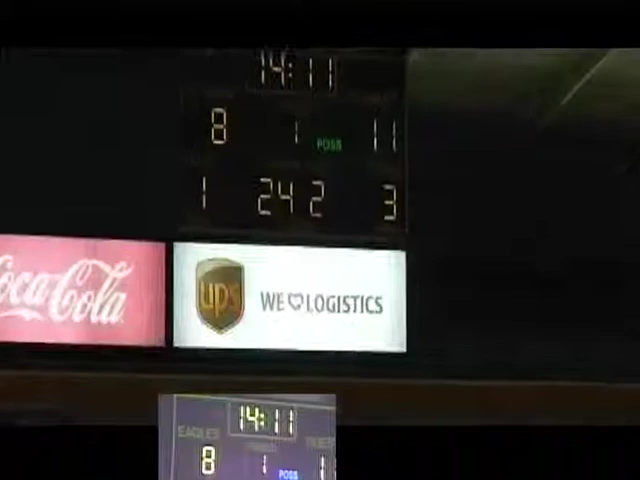 14:11
8 1 POSS 11
1 24 2 3
Coca-Cola
ups WE LOGISTICS
14:11
EAGLES
8 1 POSS 1